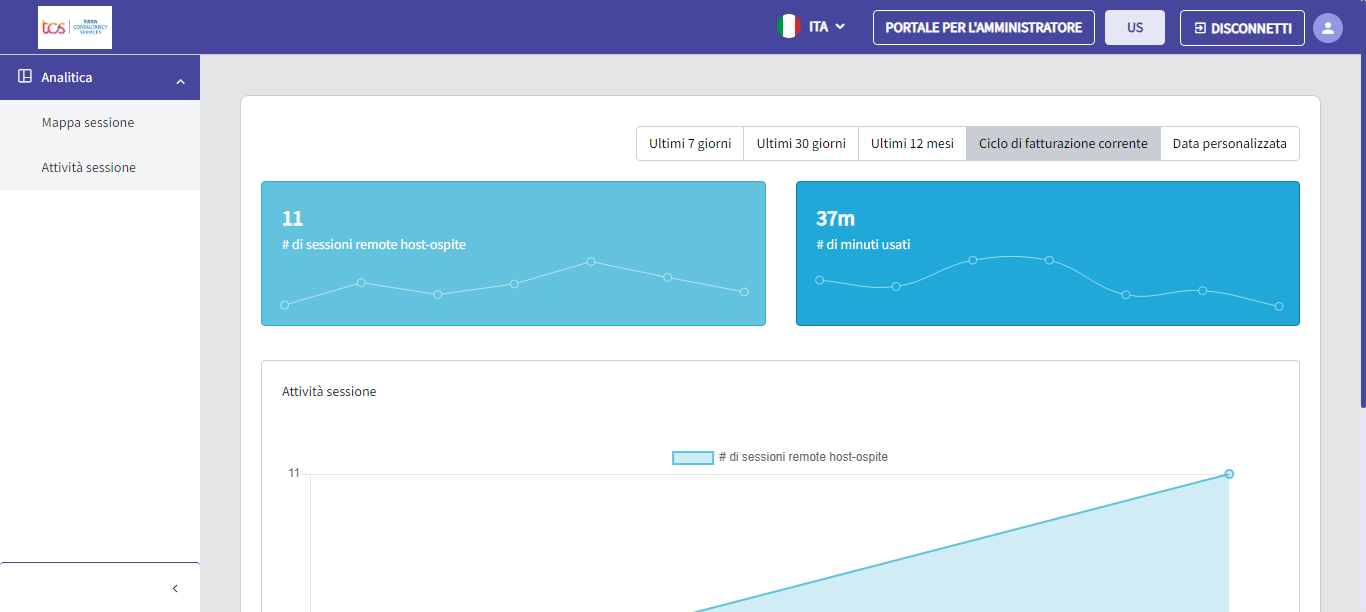 tcs
TATA
CONSULTANCY
SERVICES
ITA
PORTALE PER L'AMMINISTRATORE
US
DISCONNETTI
Analitica
Mappa sessione
Attività sessione
Ultimi 7 giorni
Ultimi 30 giorni
Ultimi 12 mesi
Ciclo di fatturazione corrente
Data personalizzata
11
# di sessioni remote host-ospite
37m
# di minuti usati
Attività sessione
# di sessioni remote host-ospite
11